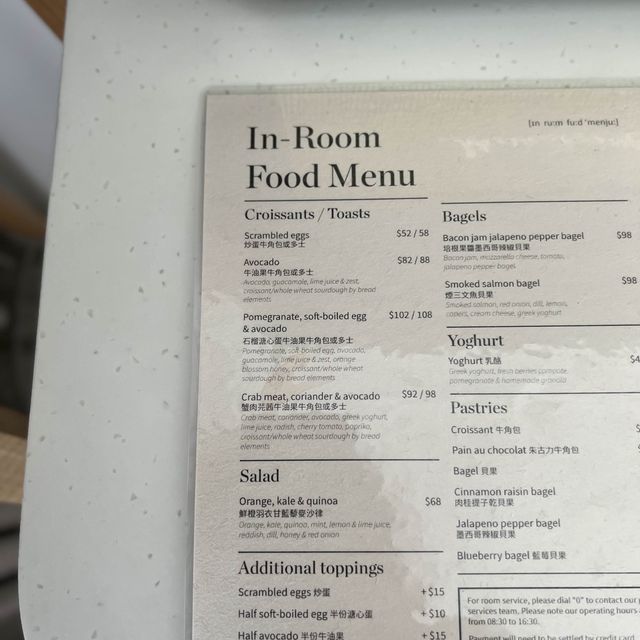 [ɪn ruːm fuːd 'menjuː]
In-Room
Food Menu
Croissants / Toasts
Scrambled eggs $52 / 58
炒蛋牛角包或多士
Avocado $82 / 88
牛油果牛角包或多士
Avocado, guacamole, lime juice & zest,
croissant/whole wheat sourdough by bread
elements
Pomegranate, soft-boiled egg $102 / 108
& avocado
石榴溏心蛋牛油果牛角包或多士
Pomegranate, soft-boiled egg, avocado,
guacamole, lime juice & zest, orange
blossom honey, croissant/whole wheat
sourdough by bread elements
Crab meat, coriander & avocado $92 / 98
蟹肉芫茜牛油果牛角包或多士
Crab meat, coriander, avocado, greek yoghurt,
lime juice, radish, cherry tomato, paprika,
croissant/whole wheat sourdough by bread
elements
Salad
Orange, kale & quinoa $68
鮮橙羽衣甘藍藜麥沙律
Orange, kale, quinoa, mint, lemon & lime juice,
reddish, dill, honey & red onion
Additional toppings
Scrambled eggs 炒蛋 +$15
Half soft-boiled egg 半份溏心蛋 +$10
Half avocado 半份牛油果 +$15
Bagels
Bacon jam jalapeno pepper bagel $98
培根果醬墨西哥辣椒貝果
Bacon jam, mozzarella cheese, tomato,
jalapeno pepper bagel
Smoked salmon bagel $98
煙三文魚貝果
Smoked salmon, red onion, dill, lemon,
capers, cream cheese, greek yoghurt
Yoghurt
Yoghurt 乳酪 $4
Greek yoghurt, fresh berries compote,
pomegranate & homemade granola
Pastries
Croissant 牛角包
Pain au chocolat 朱古力牛角包
Bagel 貝果
Cinnamon raisin bagel
肉桂提子乾貝果
Jalapeno pepper bagel
墨西哥辣椒貝果
Blueberry bagel 藍莓貝果
For room service, please dial "0" to contact our
services team. Please note our operating hours
from 08:30 to 16:30.
Payment will need to be settled by credit card